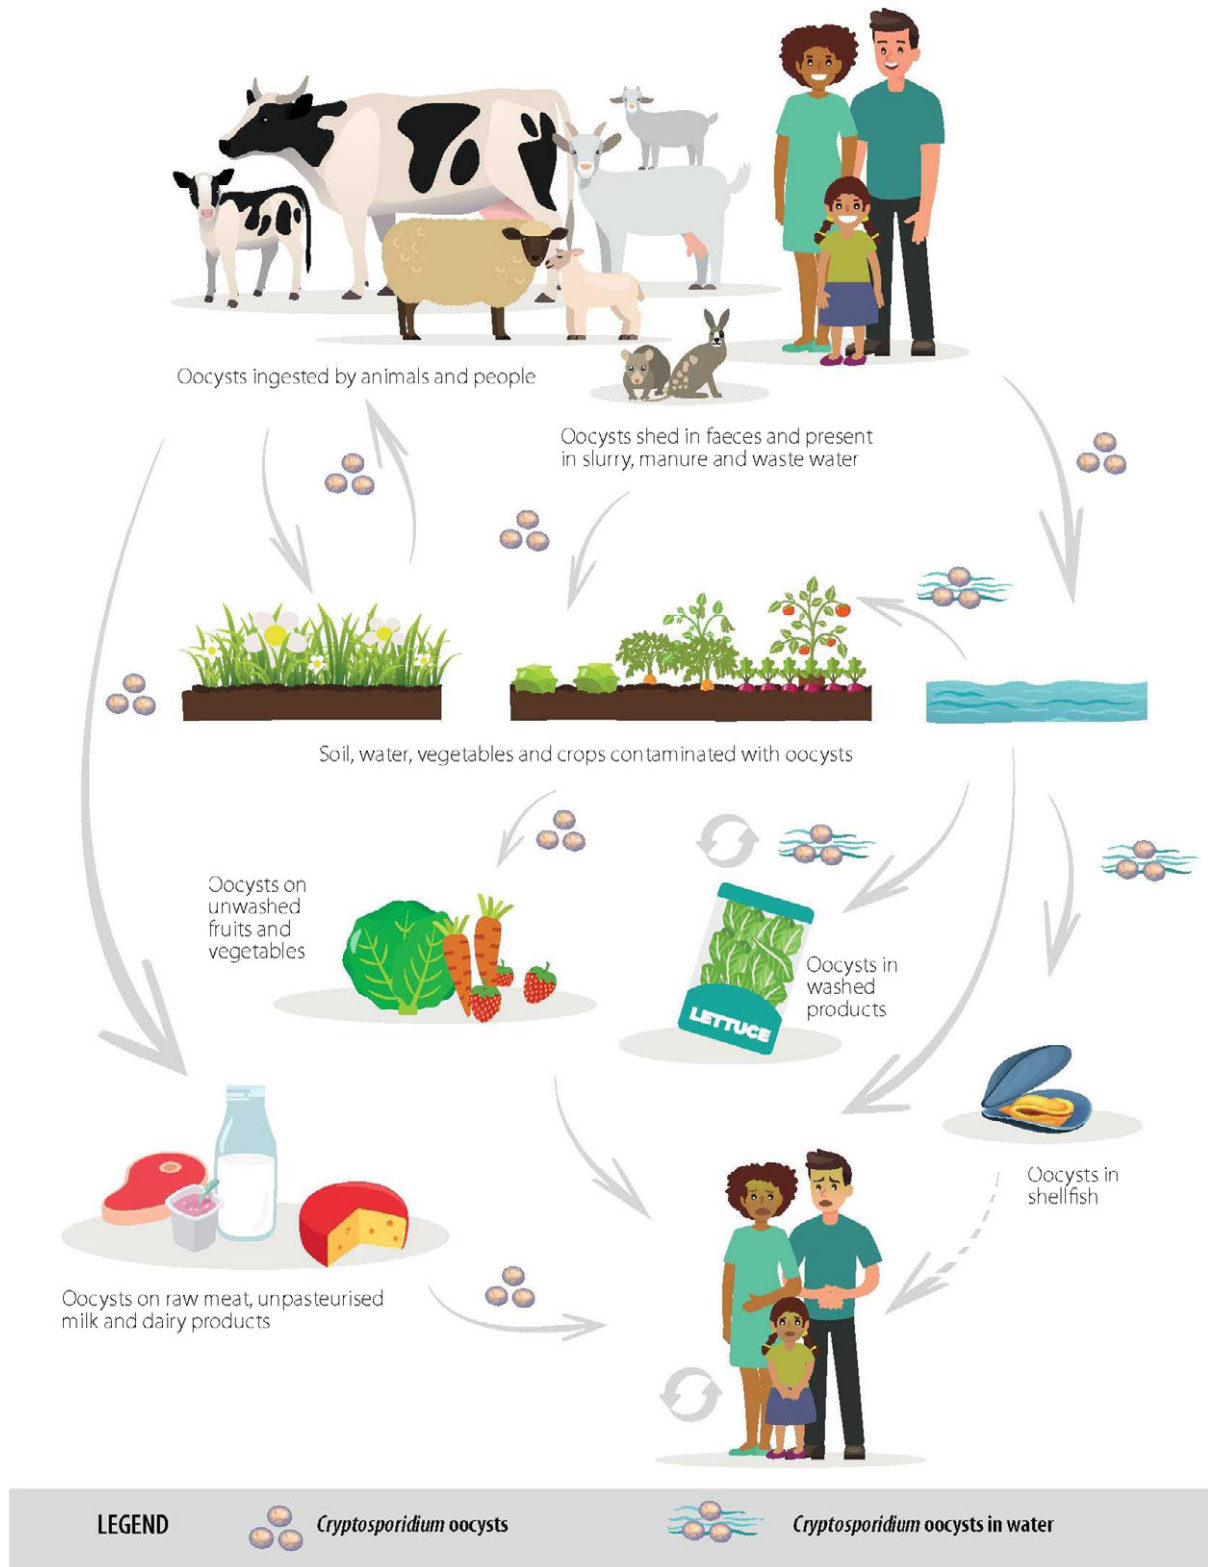 Oocysts ingested by animals and people
Oocysts shed in faeces and present
in slurry, manure and waste water
Soil, water, vegetables and crops contaminated with oocysts
Oocysts on
unwashed
fruits and
vegetables
LETTUCE
Oocysts in
washed
products
Oocysts in
shellfish
Oocysts on raw meat, unpasteurised
milk and dairy products
LEGEND
Cryptosporidium oocysts
Cryptosporidium oocysts in water